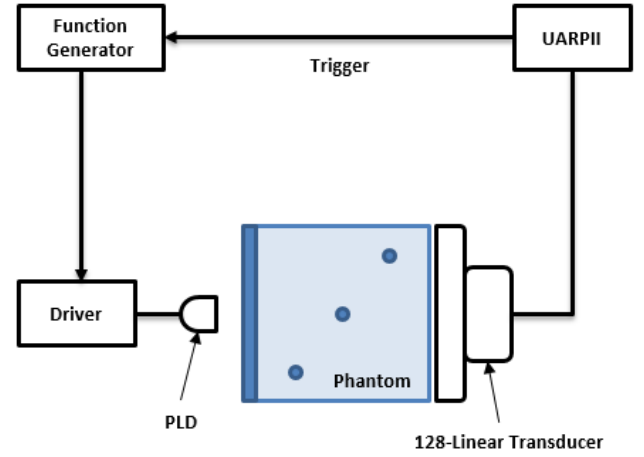 Function
Generator
UARPII
Trigger
Driver
Phantom
PLD
128-Linear Transducer